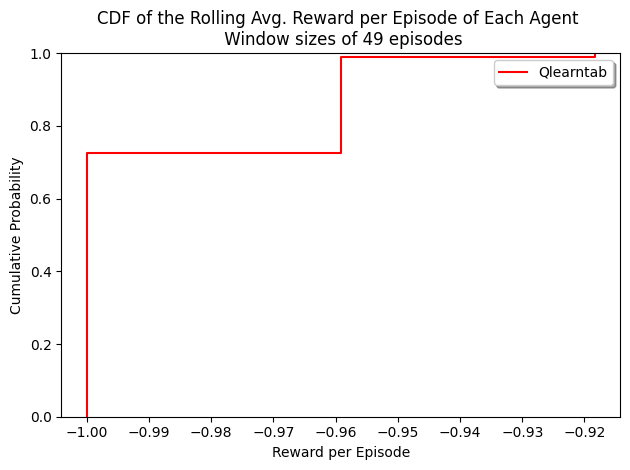 CDF of the Rolling Avg. Reward per Episode of Each Agent
Window sizes of 49 episodes
Qlearntab
1.0
0.8
0.6
0.4
0.2
0.0
Cumulative Probability
−1.00 −0.99 −0.98 −0.97 −0.96 −0.95 −0.94 −0.93 −0.92
Reward per Episode